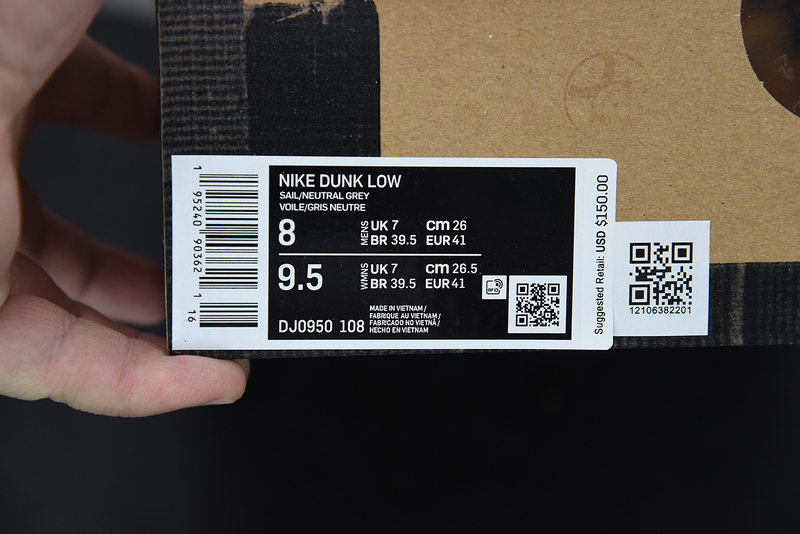 NIKE DUNK LOW
SAIL/NEUTRAL GREY
VOILE/GRIS NEUTRE
8
MENS
UK 7 cm 26
BR 39.5 EUR 41
9.5
WMNS
UK 7 cm 26.5
BR 39.5 EUR 41
DJ0950 108
MADE IN VIETNAM /
FABRIQUE AU VIETNAM /
FABRICADO NO VIETNÃ /
HECHO EN VIETNAM
RFID
1 95240 90362 1
16
Suggested Retail: USD $150.00
12106382201